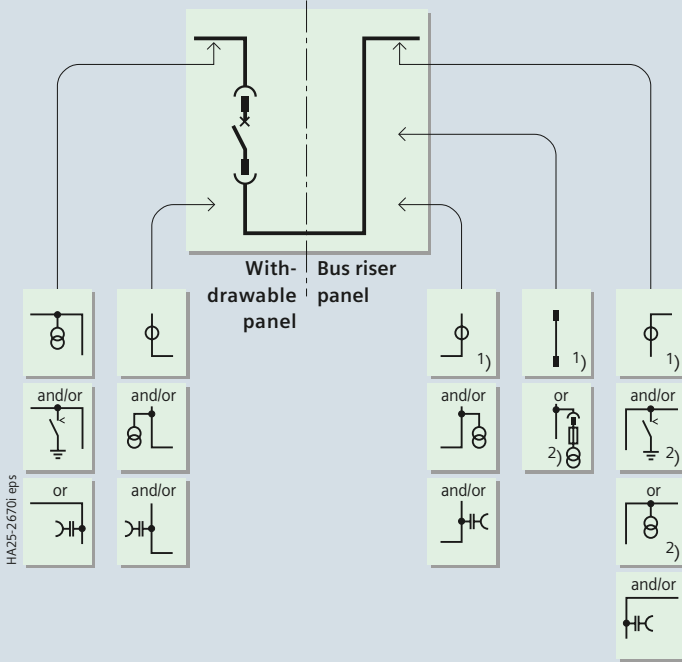 With-
drawable
panel
Bus riser
panel
and/or
or
and/or
and/or
1)
and/or
and/or
1)
or
2)
1)
and/or
2)
or
2)
and/or
HA25-2670i eps